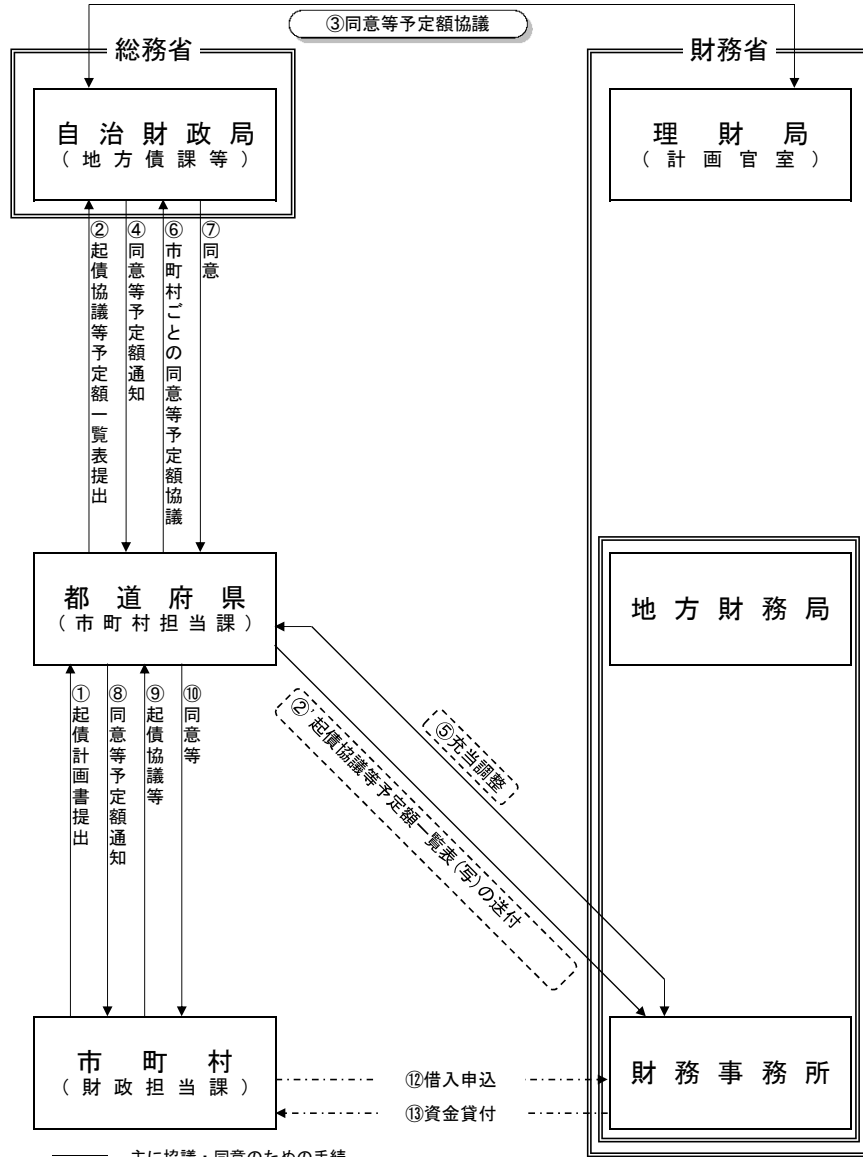 ③同意等予定額協議
総務省
財務省
自治財政局
（地方債課等）
理財局
（計画官室）
②起債協議等予定額一覧表提出
④同意等予定額通知
⑥市町村ごとの同意等予定額協議
⑦同意
都道府県
（市町村担当課）
地方財務局
①起債計画書提出
⑧同意等予定額通知
⑨起債協議等
⑩同意等
⑤充当調整
②'起債協議等予定額一覧表(写)の送付
市町村
（財政担当課）
財務事務所
⑫借入申込
⑬資金貸付
主に協議・同意のための手続